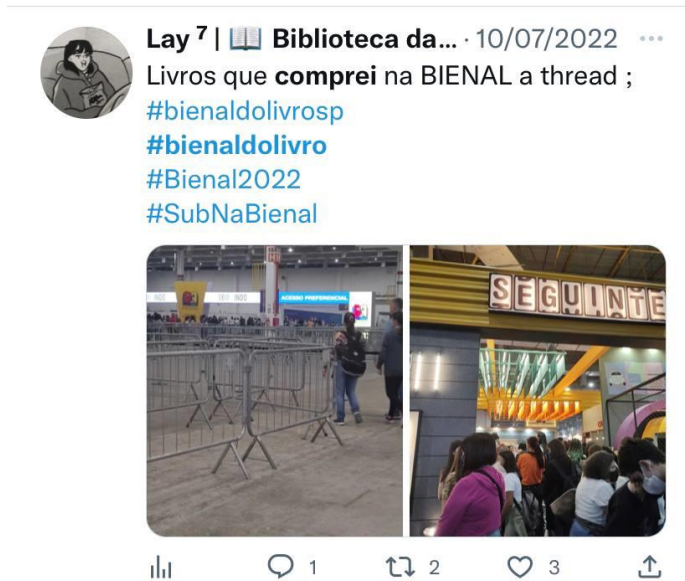 Lay ⁷ | 📖 Biblioteca da... · 10/07/2022 ...
Livros que comprei na BIENAL a thread ;
#bienaldolivrosp
#bienaldolivro
#Bienal2022
#SubNaBienal
ACESSO PREFERENCIAL
SEGUINTE
1 2 3